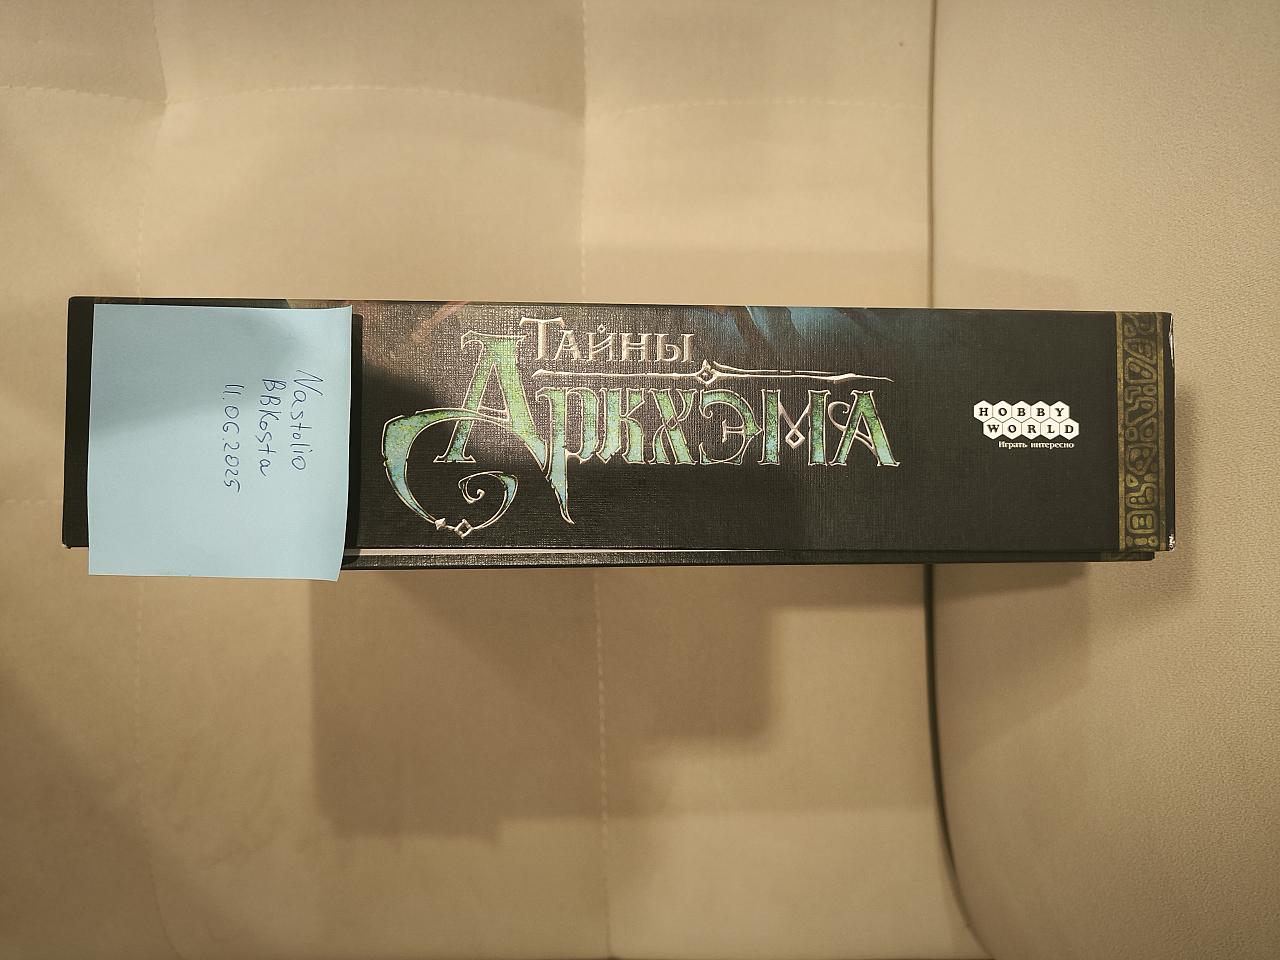 Nastolio
BBKosta
11.06.2025
ТАЙНЫ
АРКХЭМА
HOBBY
WORLD
Играть интересно